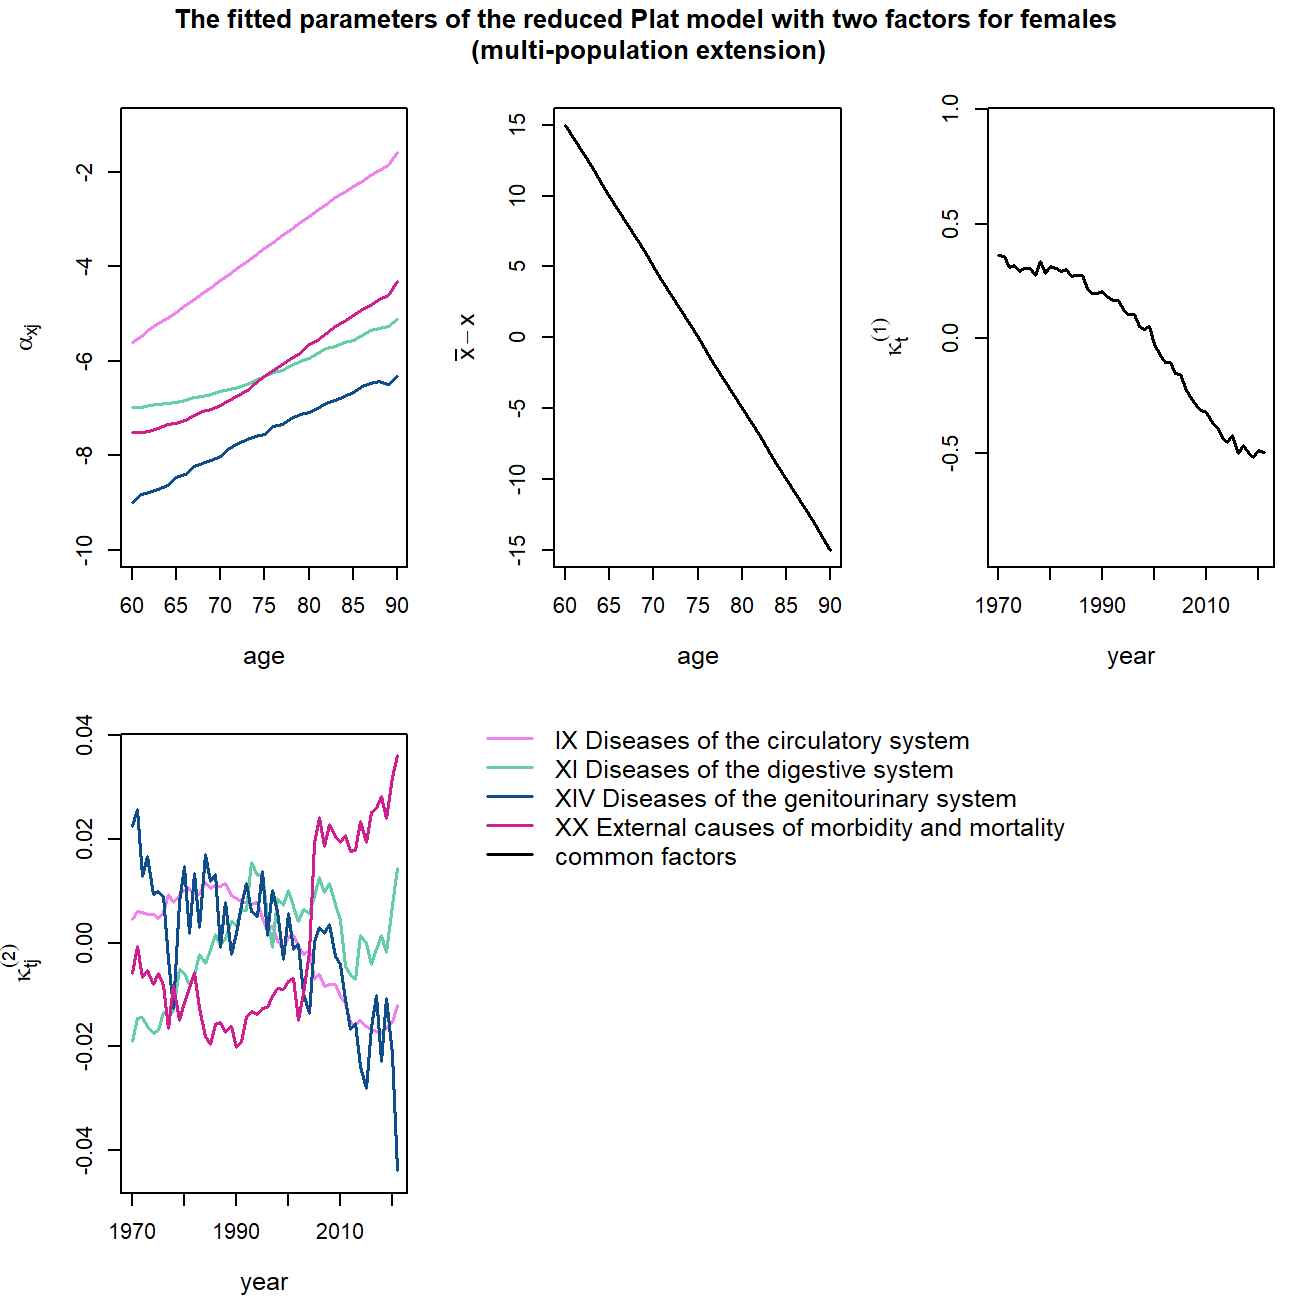 The fitted parameters of the reduced Plat model with two factors for females
(multi-population extension)
αxj
-2
-4
-6
-8
-10
60 65 70 75 80 85 90
age
x̅ − x
15
10
5
0
-5
-10
-15
60 65 70 75 80 85 90
age
κt(1)
1.0
0.5
0.0
-0.5
1970 1990 2010
year
κtj(2)
0.04
0.02
0.00
-0.02
-0.04
1970 1990 2010
year
IX Diseases of the circulatory system
XI Diseases of the digestive system
XIV Diseases of the genitourinary system
XX External causes of morbidity and mortality
common factors